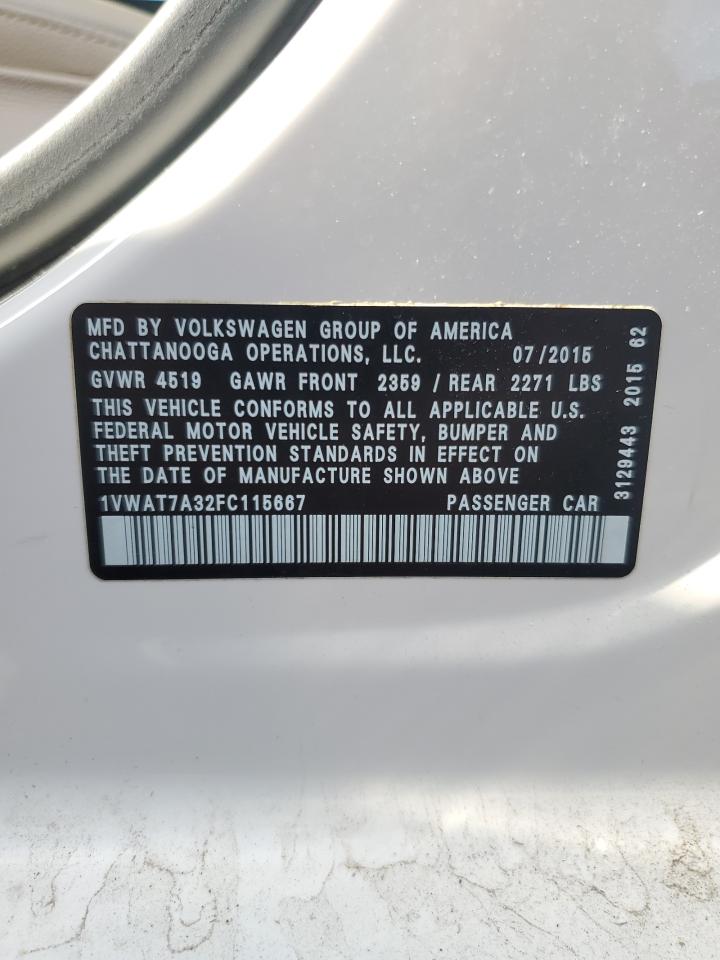 MFD BY VOLKSWAGEN GROUP OF AMERICA
CHATTANOOGA OPERATIONS, LLC. 07/2015
GVWR 4519 GAWR FRONT 2359 / REAR 2271 LBS
THIS VEHICLE CONFORMS TO ALL APPLICABLE U.S.
FEDERAL MOTOR VEHICLE SAFETY, BUMPER AND
THEFT PREVENTION STANDARDS IN EFFECT ON
THE DATE OF MANUFACTURE SHOWN ABOVE
1VWAT7A32FC115667 PASSENGER CAR
3129443 2015 62